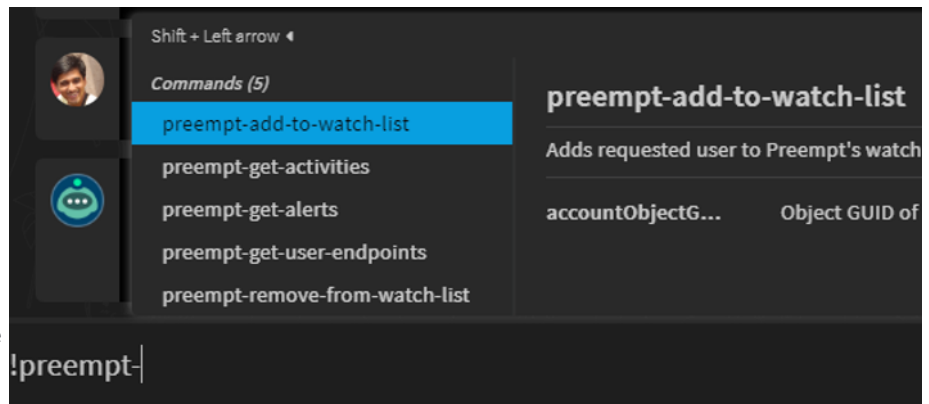 Shift + Left arrow
Commands (5)
preempt-add-to-watch-list
preempt-get-activities
preempt-get-alerts
preempt-get-user-endpoints
preempt-remove-from-watch-list
preempt-add-to-watch-list
Adds requested user to Preempt's watch
accountObjectG... Object GUID of
!preempt-